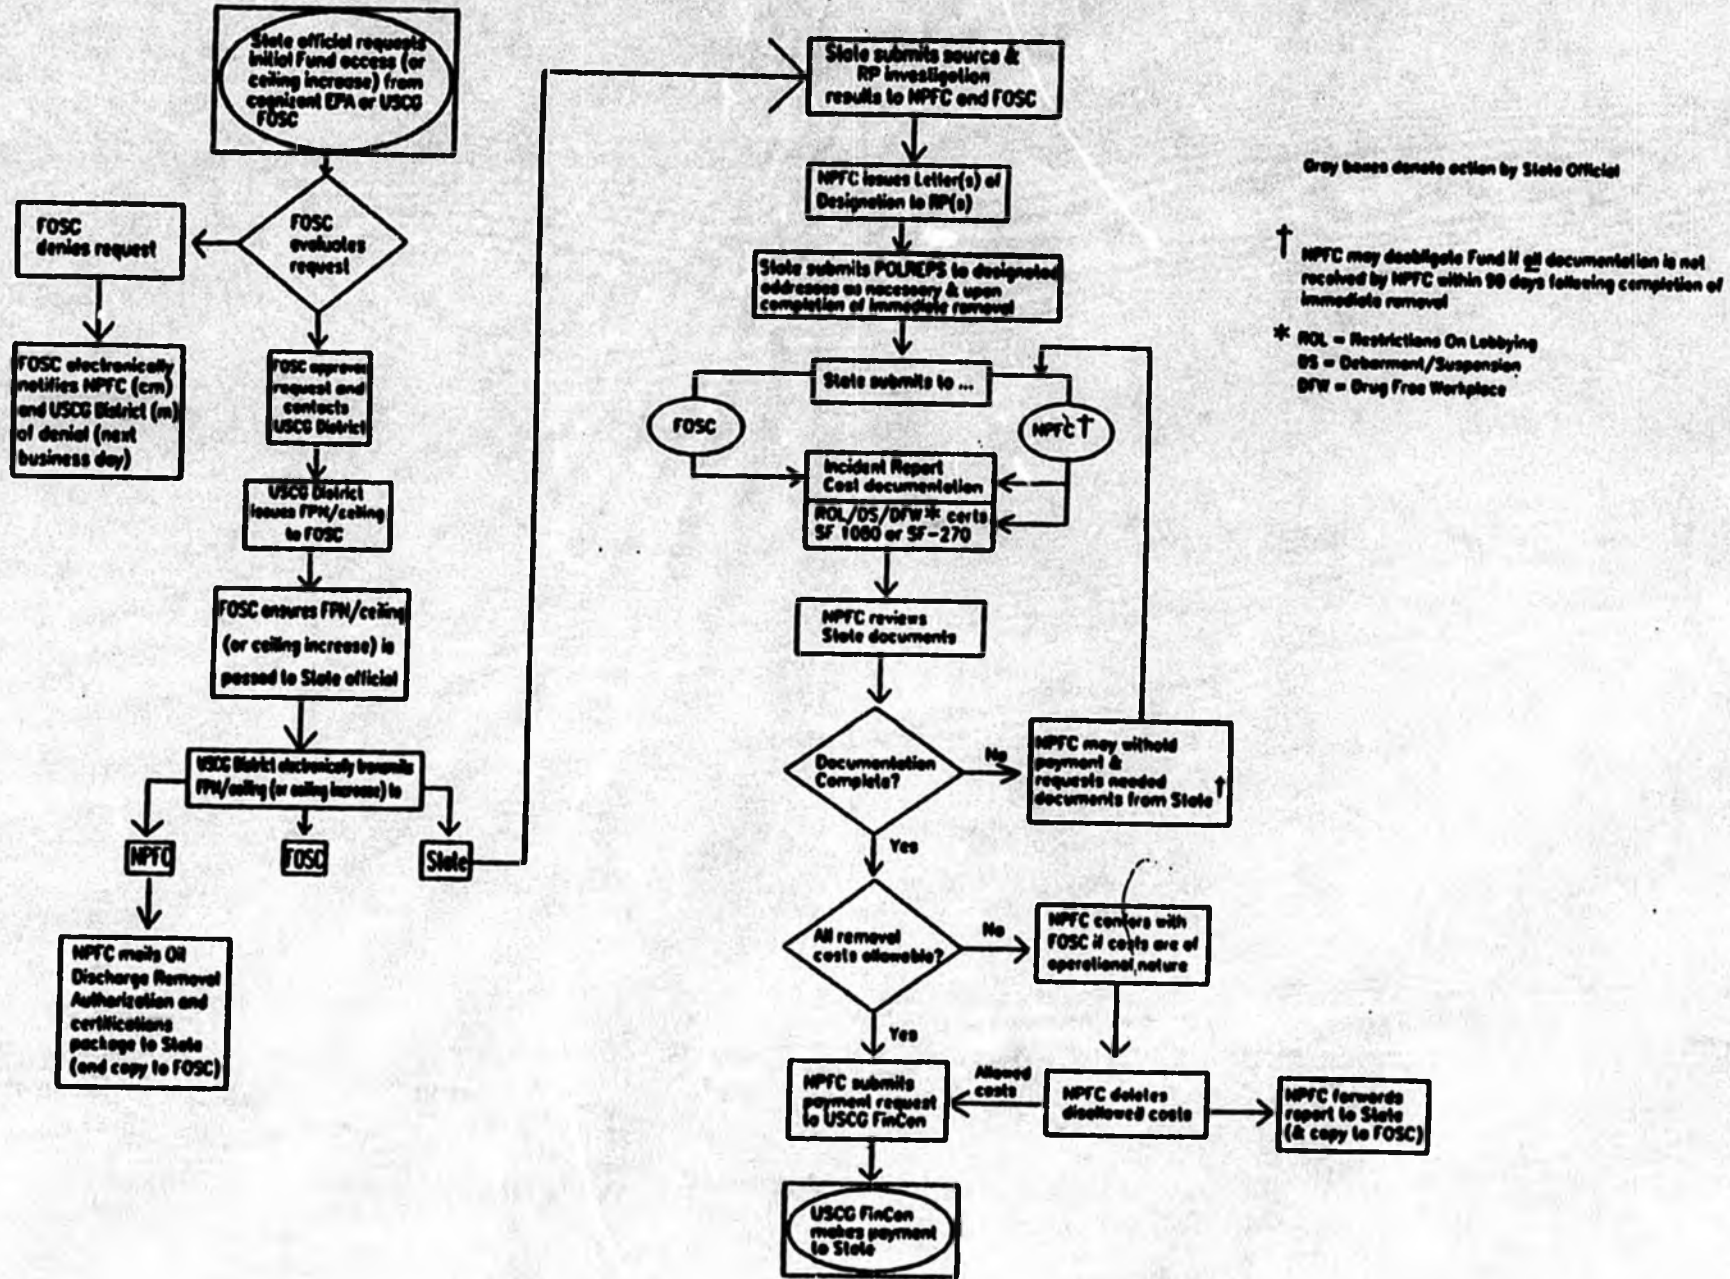 State official requests
initial Fund access (or
ceiling increase) from
cognizant EPA or USCG
FOSC
FOSC
evaluates
request
FOSC
denies request
FOSC electronically
notifies NPFC (cm)
and USCG District (m)
of denial (next
business day)
FOSC approves
request and
contacts
USCG District
USCG District
issues FPN/ceiling
to FOSC
FOSC ensures FPN/ceiling
(or ceiling increase) is
passed to State official
USCG District electronically transmits
FPN/ceiling (or ceiling increase) to
NPFC
FOSC
State
NPFC mails Oil
Discharge Removal
Authorization and
certifications
package to State
(and copy to FOSC)
State submits source &
RP investigation
results to NPFC and FOSC
NPFC issues Letter(s) of
Designation to RP(s)
State submits POLREPS to designated
addresses as necessary & upon
completion of immediate removal
State submits to ...
FOSC
NPFC †
Incident Report
Cost documentation
ROL/DS/DFW * certs
SF 1080 or SF-270
NPFC reviews
State documents
Documentation
Complete?
No
NPFC may withold
payment &
requests needed
documents from State †
Yes
All removal
costs allowable?
No
NPFC confers with
FOSC if costs are of
operational nature
Yes
NPFC submits
payment request
to USCG FinCen
Allowed
costs
NPFC deletes
disallowed costs
NPFC forwards
report to State
(& copy to FOSC)
USCG FinCen
makes payment
to State
Gray boxes denote action by State Official
† NPFC may deobligate Fund if all documentation is not
received by NPFC within 90 days following completion of
immediate removal
* ROL = Restrictions On Lobbying
DS = Debarment/Suspension
DFW = Drug Free Workplace